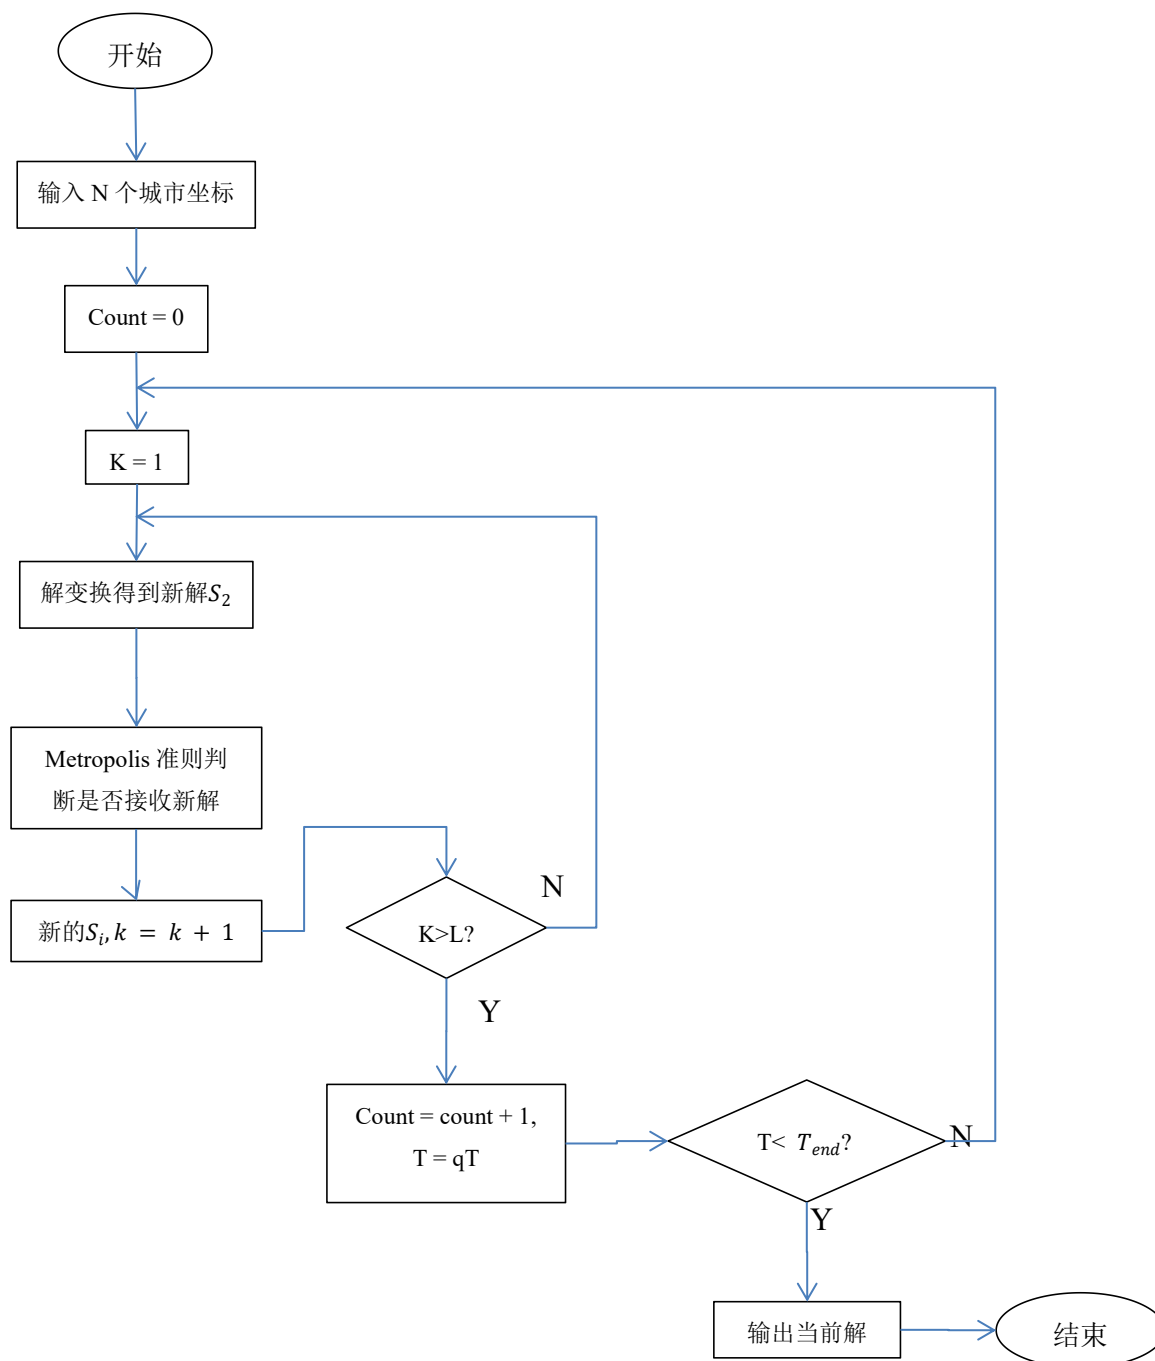 开始
输入 N 个城市坐标
Count = 0
K = 1
解变换得到新解S₂
Metropolis 准则判
断是否接收新解
新的Sᵢ, k = k + 1
K>L?
N
Y
Count = count + 1,
T = qT
T< T_end?
N
Y
输出当前解
结束